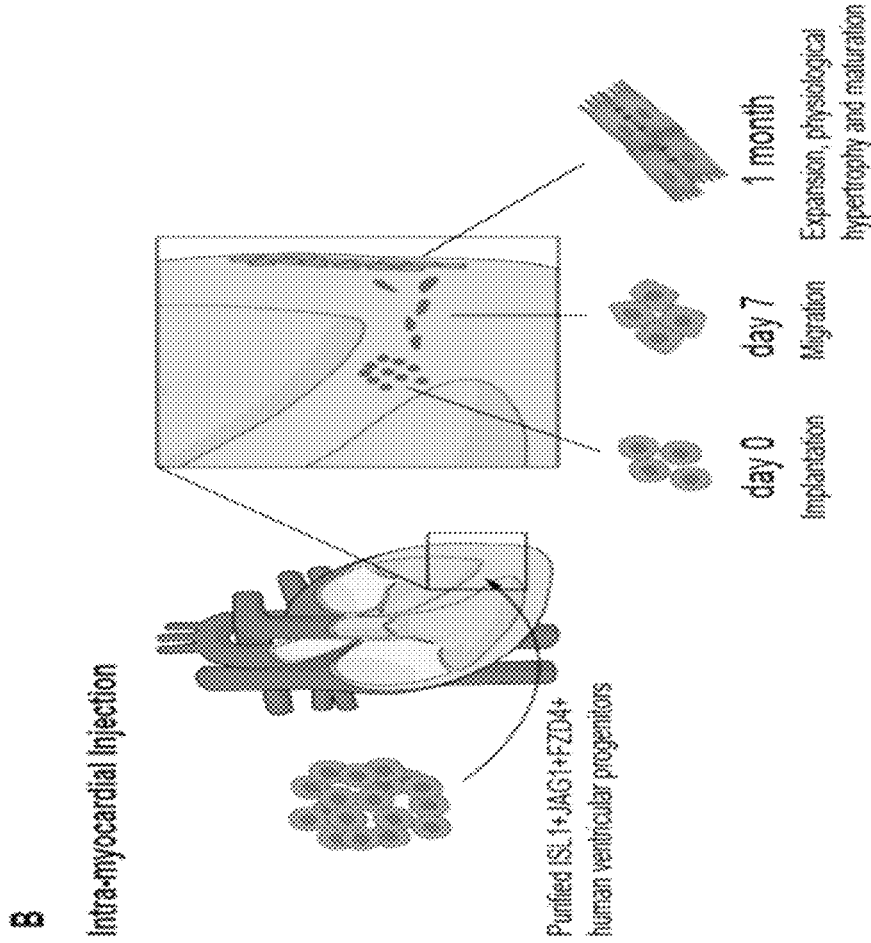 B
Intra-myocardial Injection
Purified ISL1+JAG1+FZD4+
human ventricular progenitors
day 0
Implantation
day 7
Migration
1 month
Expansion, physiological
hypertrophy and maturation